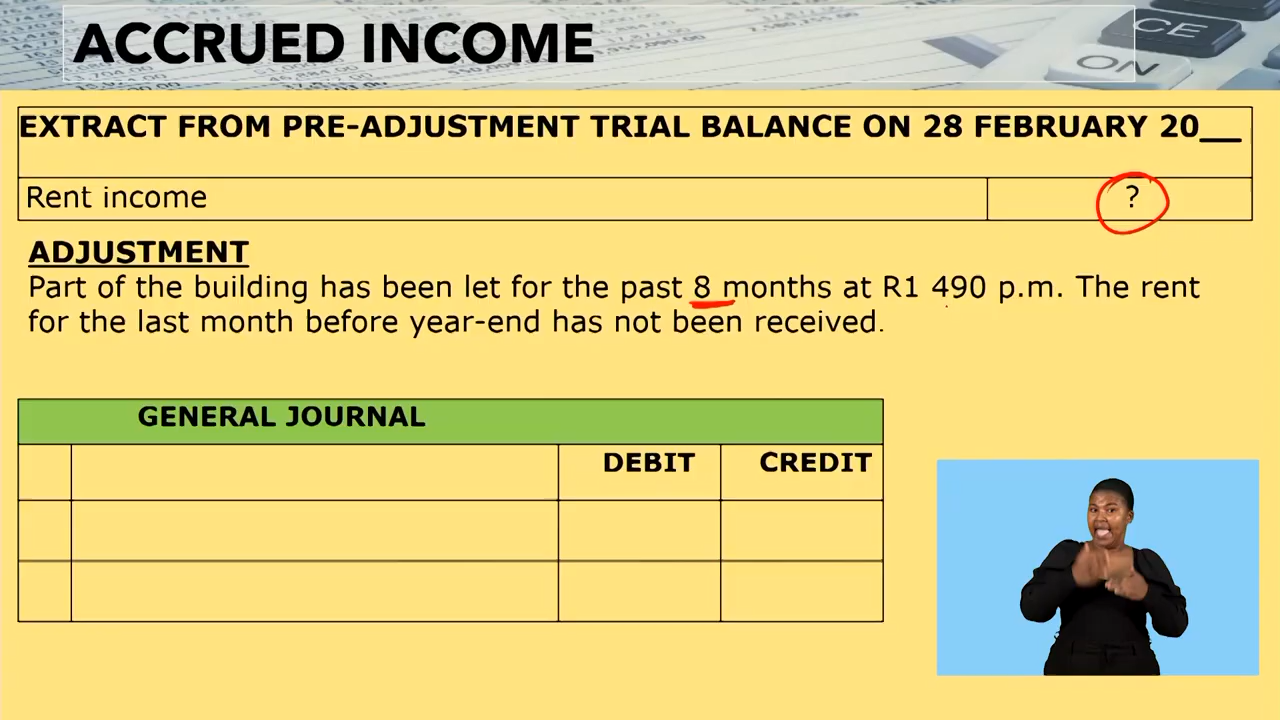 ACCRUED INCOME
CE
ON
EXTRACT FROM PRE-ADJUSTMENT TRIAL BALANCE ON 28 FEBRUARY 20__
Rent income ?
ADJUSTMENT
Part of the building has been let for the past 8 months at R1 490 p.m. The rent
for the last month before year-end has not been received.
GENERAL JOURNAL
DEBIT CREDIT